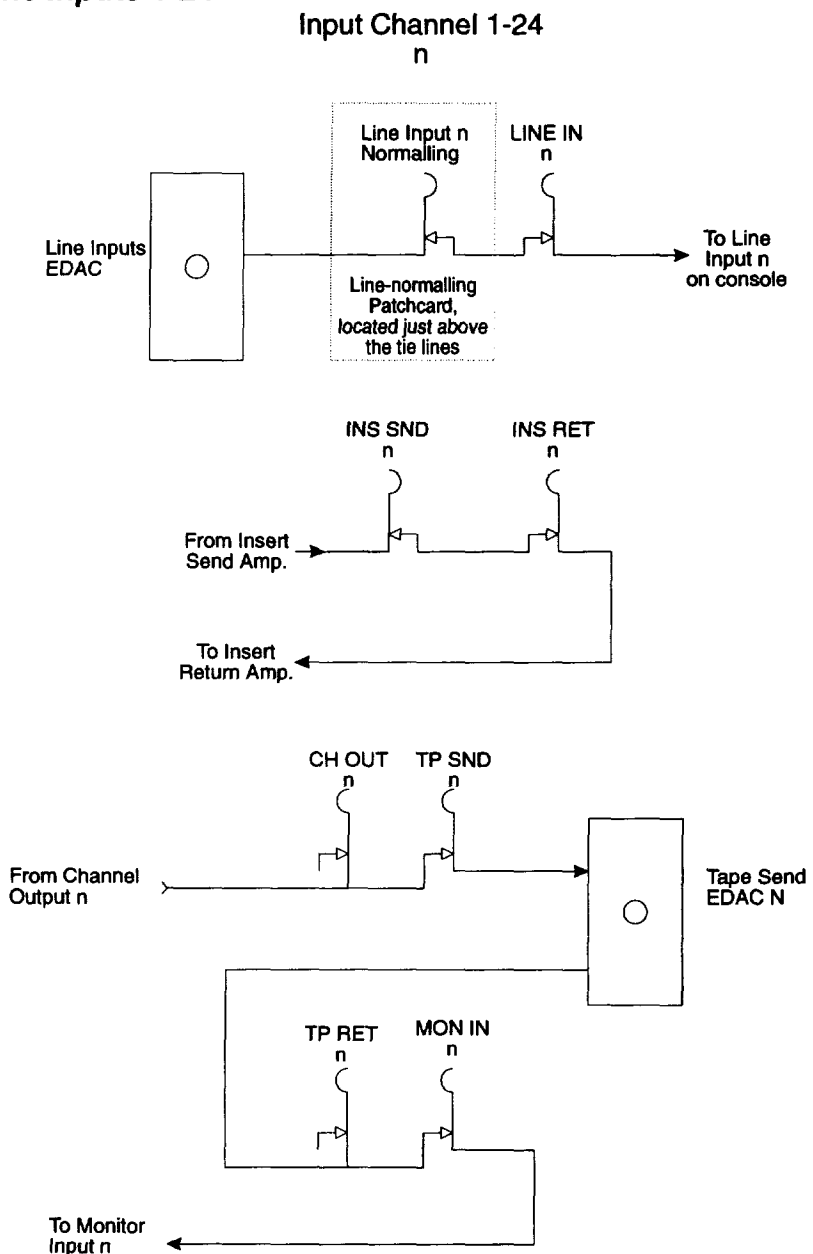 Input Channel 1-24
n
Line Input n
Normalling
LINE IN
n
Line Inputs
EDAC
To Line
Input n
on console
Line-normalling
Patchcard,
located just above
the tie lines
INS SND
n
INS RET
n
From Insert
Send Amp.
To Insert
Return Amp.
CH OUT
n
TP SND
n
From Channel
Output n
Tape Send
EDAC N
TP RET
n
MON IN
n
To Monitor
Input n